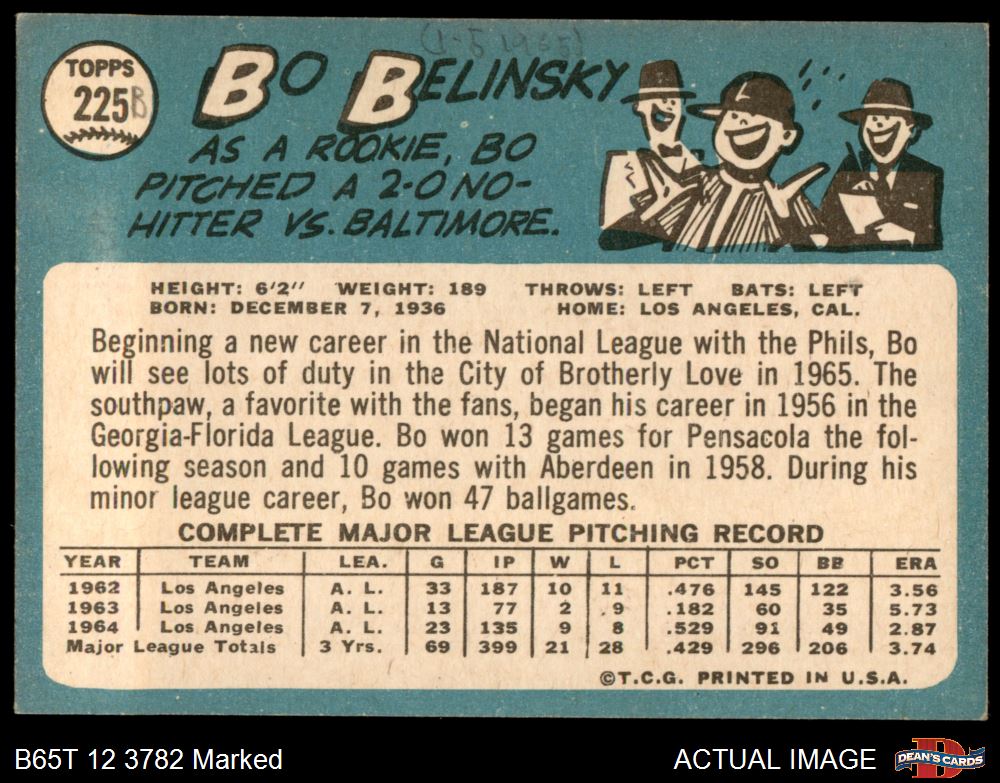 (1-5 1965)
TOPPS
225B
BO BELINSKY
AS A ROOKIE, BO
PITCHED A 2-0 NO-
HITTER VS. BALTIMORE.
HEIGHT: 6'2" WEIGHT: 189 THROWS: LEFT BATS: LEFT
BORN: DECEMBER 7, 1936 HOME: LOS ANGELES, CAL.
Beginning a new career in the National League with the Phils, Bo
will see lots of duty in the City of Brotherly Love in 1965. The
southpaw, a favorite with the fans, began his career in 1956 in the
Georgia-Florida League. Bo won 13 games for Pensacola the fol-
lowing season and 10 games with Aberdeen in 1958. During his
minor league career, Bo won 47 ballgames.
COMPLETE MAJOR LEAGUE PITCHING RECORD
YEAR TEAM LEA. G IP W L PCT SO BB ERA
1962 Los Angeles A. L. 33 187 10 11 .476 145 122 3.56
1963 Los Angeles A. L. 13 77 2 9 .182 60 35 5.73
1964 Los Angeles A. L. 23 135 9 8 .529 91 49 2.87
Major League Totals 3 Yrs. 69 399 21 28 .429 296 206 3.74
©T.C.G. PRINTED IN U.S.A.
B65T 12 3782 Marked
ACTUAL IMAGE
D
DEAN'S CARDS